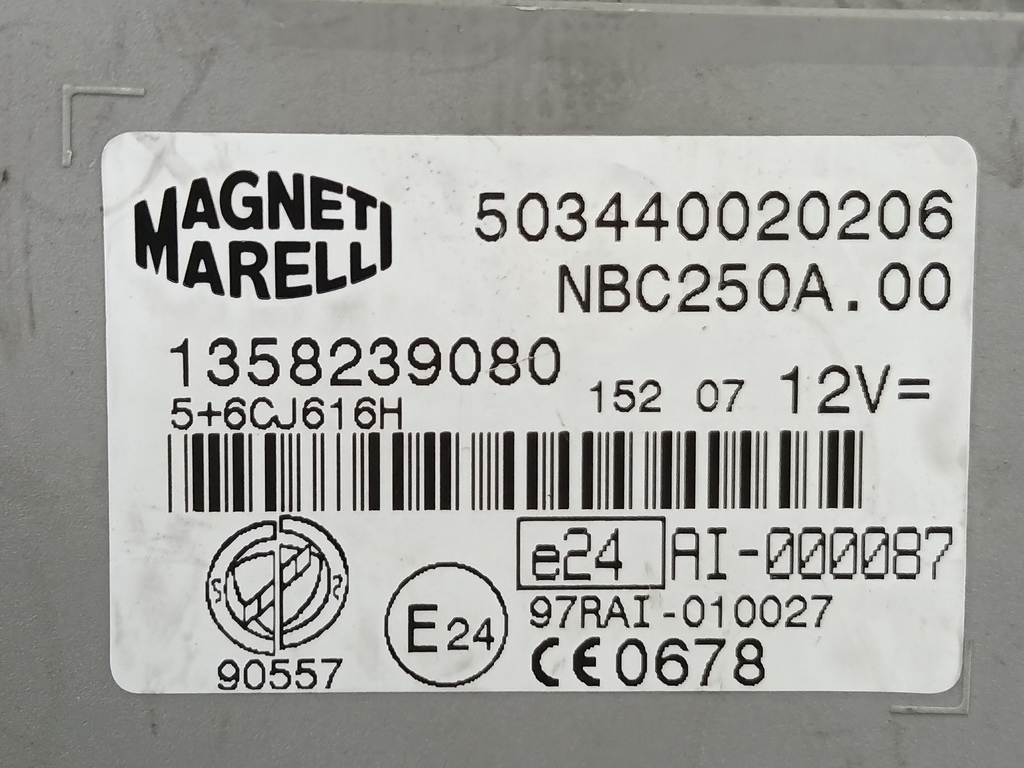 MAGNETI
MARELLI
503440020206
NBC250A.00
1358239080
152 07 12V=
5+6CJ616H
e24 AI-000087
97RAI-010027
E24
CE 0678
90557